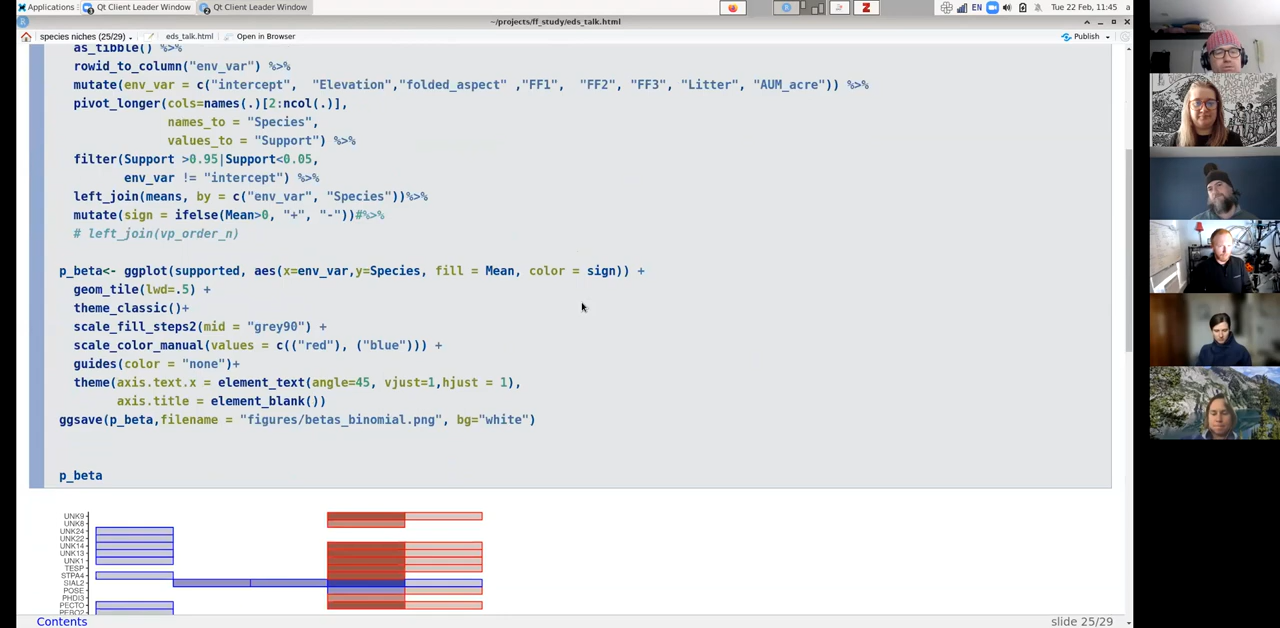 Applications
Qt Client Leader Window
Qt Client Leader Window
EN
Tue 22 Feb, 11:45
a
~/projects/ff_study/eds_talk.html
species niches (25/29)
eds_talk.html
Open in Browser
Publish
as_tibble() %>%
rowid_to_column("env_var") %>%
mutate(env_var = c("intercept",  "Elevation","folded_aspect" ,"FF1",  "FF2", "FF3", "Litter", "AUM_acre")) %>%
pivot_longer(cols=names(.)[2:ncol(.)],
names_to = "Species",
values_to = "Support") %>%
filter(Support >0.95|Support<0.05,
env_var != "intercept") %>%
left_join(means, by = c("env_var", "Species"))%>%
mutate(sign = ifelse(Mean>0, "+", "-"))#%>%
# left_join(vp_order_n)
p_beta<- ggplot(supported, aes(x=env_var,y=Species, fill = Mean, color = sign)) +
geom_tile(lwd=.5) +
theme_classic()+
scale_fill_steps2(mid = "grey90") +
scale_color_manual(values = c(("red"), ("blue"))) +
guides(color = "none")+
theme(axis.text.x = element_text(angle=45, vjust=1,hjust = 1),
axis.title = element_blank())
ggsave(p_beta,filename = "figures/betas_binomial.png", bg="white")
p_beta
UNK9
UNK8
UNK24
UNK22
UNK14
UNK13
UNK1
TESP
STPA4
SIAL2
POSE
PHDI3
PECTO
Contents
slide 25/29